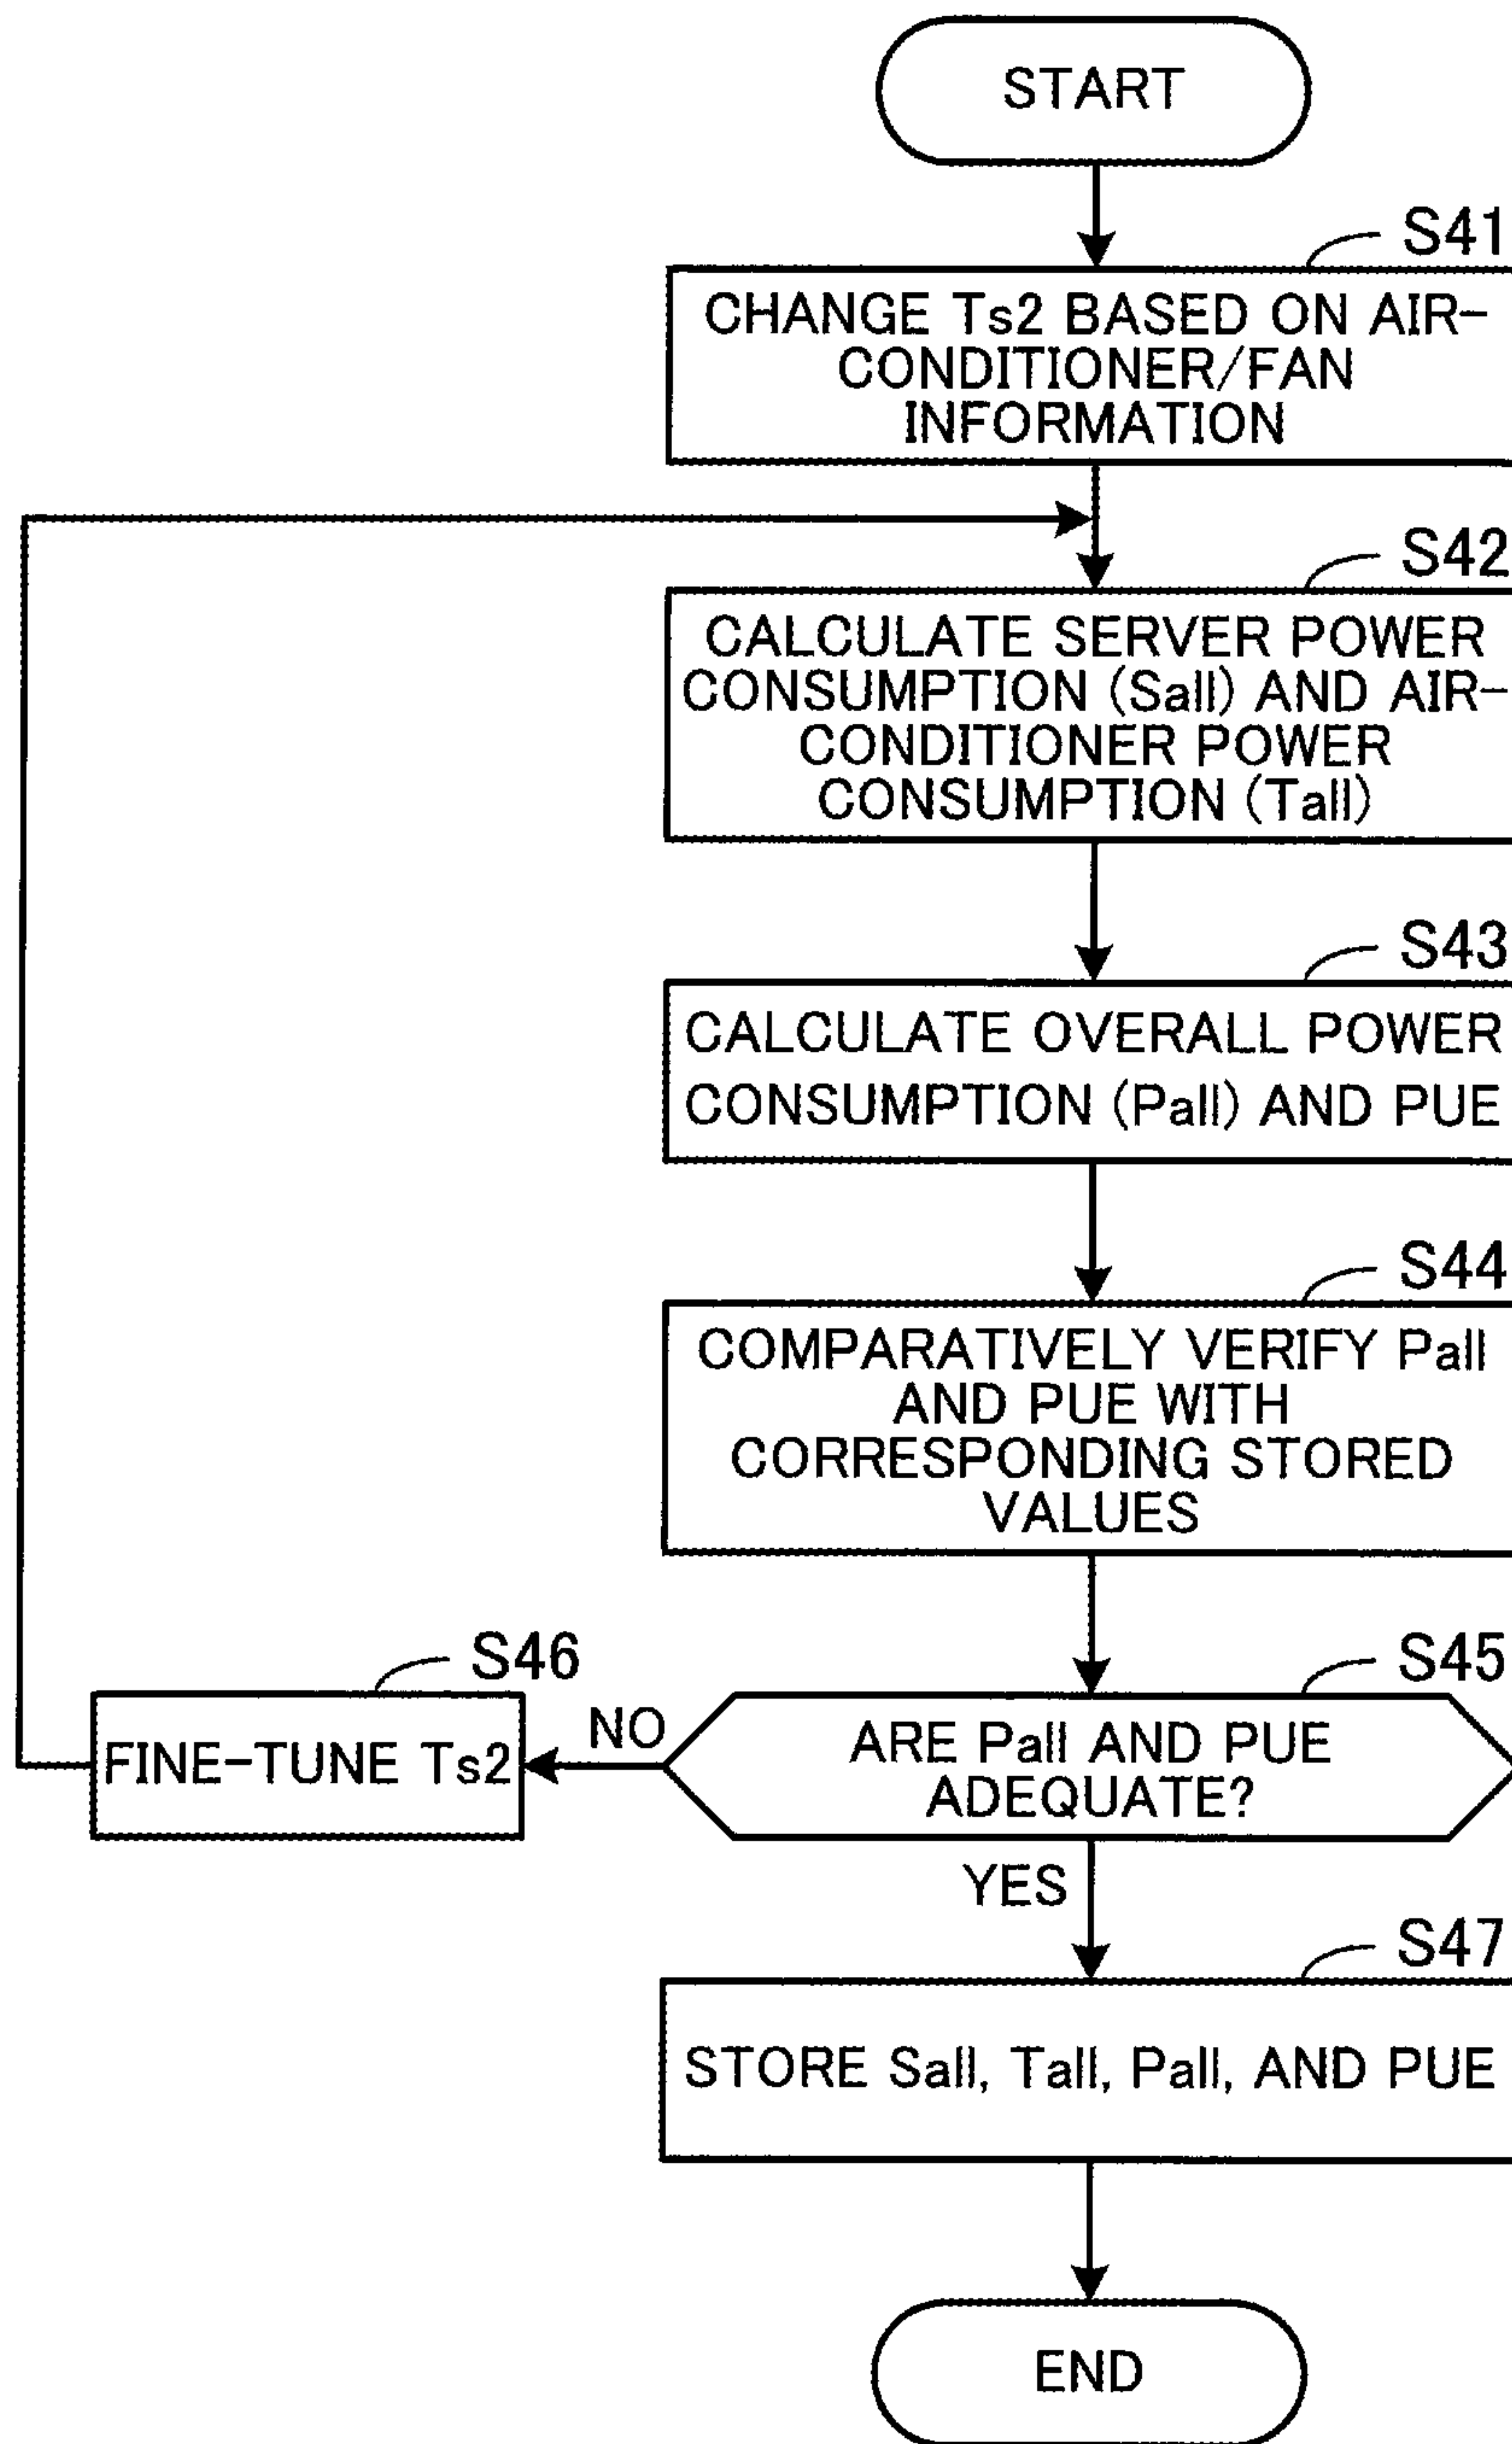 START
S41
CHANGE Ts2 BASED ON AIR-
CONDITIONER/FAN
INFORMATION
S42
CALCULATE SERVER POWER
CONSUMPTION (Sall) AND AIR-
CONDITIONER POWER
CONSUMPTION (Tall)
S43
CALCULATE OVERALL POWER
CONSUMPTION (Pall) AND PUE
S44
COMPARATIVELY VERIFY Pall
AND PUE WITH
CORRESPONDING STORED
VALUES
S45
ARE Pall AND PUE
ADEQUATE?
NO
S46
FINE-TUNE Ts2
YES
S47
STORE Sall, Tall, Pall, AND PUE
END